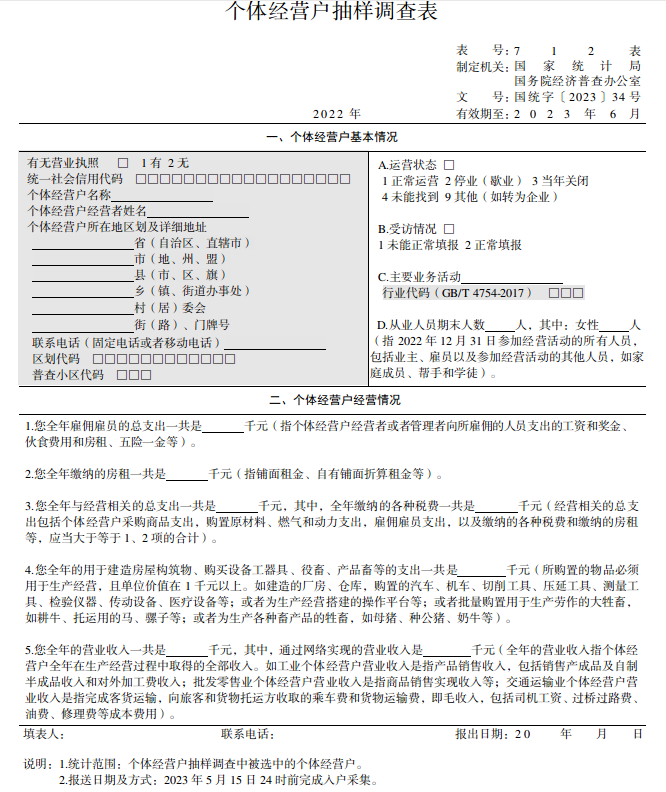 个体经营户抽样调查表
表 号：7 1 2 表
制定机关：国 家 统 计 局
国务院经济普查办公室
文 号：国统字〔2023〕34 号
2022 年
有效期至：2 0 2 3 年 6 月
一、个体经营户基本情况
有无营业执照 □ 1 有 2 无
统一社会信用代码 □□□□□□□□□□□□□□□□□□
个体经营户名称____________
个体经营户经营者姓名____________
个体经营户所在地区划及详细地址
____________省（自治区、直辖市）
____________市（地、州、盟）
____________县（市、区、旗）
____________乡（镇、街道办事处）
____________村（居）委会
____________街（路）、门牌号
联系电话（固定电话或者移动电话）____________
区划代码 □□□□□□□□□□□□
普查小区代码 □□□
A.运营状态 □
1 正常运营 2 停业（歇业） 3 当年关闭
4 未能找到 9 其他（如转为企业）
B.受访情况 □
1 未能正常填报 2 正常填报
C.主要业务活动____________
行业代码（GB/T 4754-2017） □□□
D.从业人员期末人数____人，其中：女性____人
（指 2022 年 12 月 31 日参加经营活动的所有人员，
包括业主、雇员以及参加经营活动的其他人员，如家
庭成员、帮手和学徒）。
二、个体经营户经营情况
1.您全年雇佣雇员的总支出一共是______千元（指个体经营户经营者或者管理者向所雇佣的人员支出的工资和奖金、
伙食费用和房租、五险一金等）。
2.您全年缴纳的房租一共是______千元（指铺面租金、自有铺面折算租金等）。
3.您全年与经营相关的总支出一共是______千元，其中，全年缴纳的各种税费一共是______千元（经营相关的总支
出包括个体经营户采购商品支出，购置原材料、燃气和动力支出，雇佣雇员支出，以及缴纳的各种税费和缴纳的房租
等，应当大于等于 1、2 项的合计）。
4.您全年的用于建造房屋构筑物、购买设备工器具、役畜、产品畜等的支出一共是______千元（所购置的物品必须
用于生产经营，且单位价值在 1 千元以上。如建造的厂房、仓库，购置的汽车、机车、切削工具、压延工具、测量工
具、检验仪器、传动设备、医疗设备等；或者为生产经营搭建的操作平台等；或者批量购置用于生产劳作的大牲畜，
如耕牛、托运用的马、骡子等；或者为生产各种畜产品的牲畜，如母猪、种公猪、奶牛等）。
5.您全年的营业收入一共是______千元，其中，通过网络实现的营业收入是______千元（全年的营业收入指个体经
营户全年在生产经营过程中取得的全部收入。如工业个体经营户营业收入是指产品销售收入，包括销售产成品及自制
半成品收入和对外加工费收入；批发零售业个体经营户营业收入是指商品销售实现收入等；交通运输业个体经营户营
业收入是指完成客货运输，向旅客和货物托运方收取的乘车费和货物运输费，即毛收入，包括司机工资、过桥过路费、
油费、修理费等成本费用）。
填表人： 联系电话： 报出日期：20 年 月 日
说明：1.统计范围：个体经营户抽样调查中被选中的个体经营户。
2.报送日期及方式：2023 年 5 月 15 日 24 时前完成入户采集。